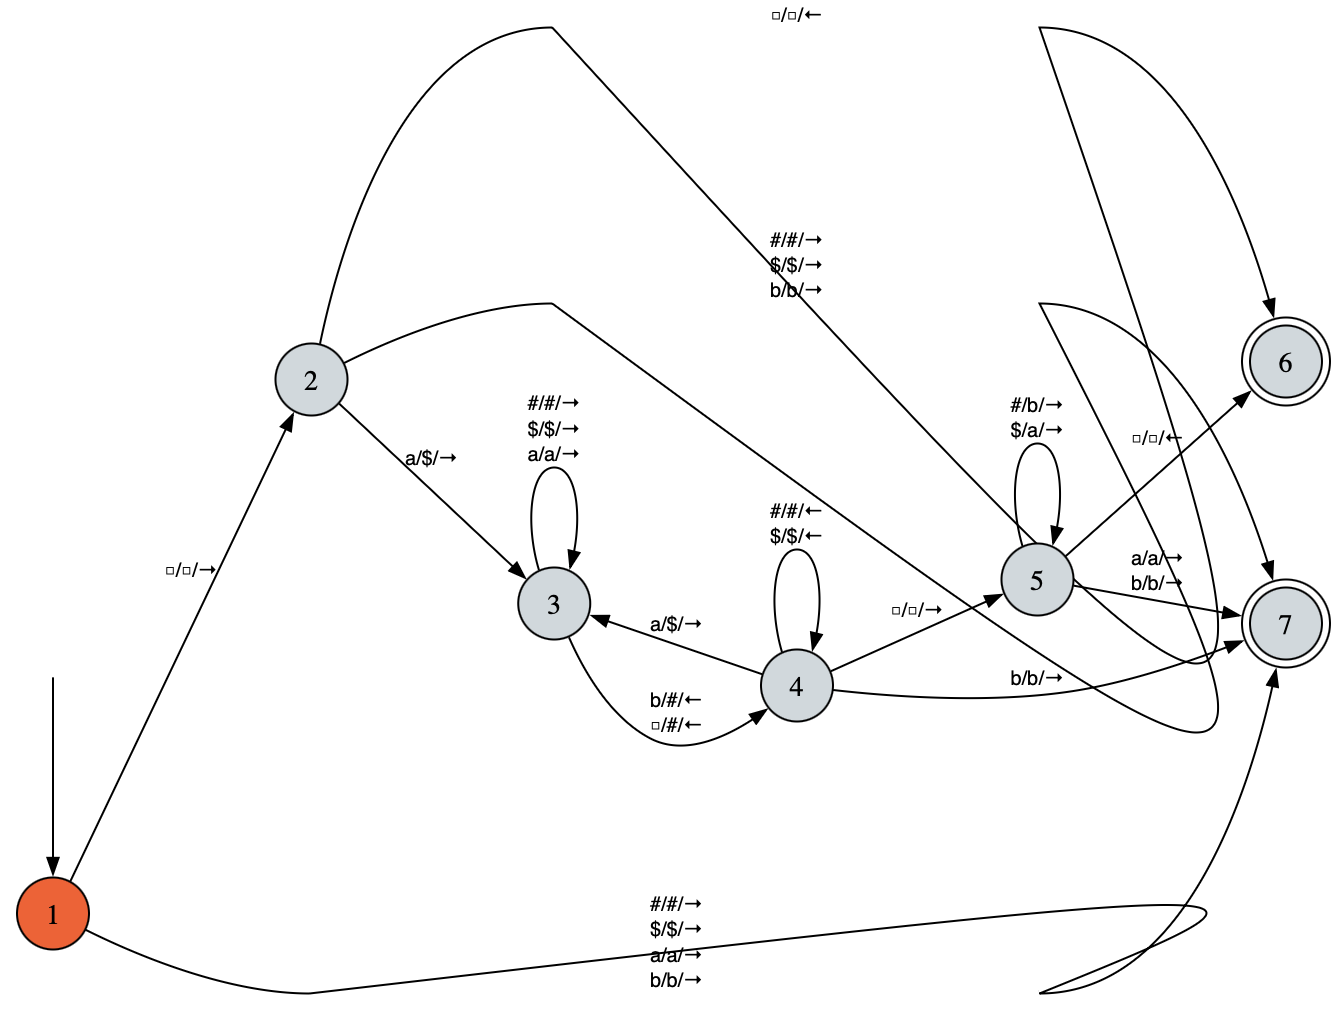 □/□/←
#/#/→
$/$/→
b/b/→
6
2
#/#/→
$/$/→
a/a/→
#/b/→
$/a/→
□/□/←
a/$/→
#/#/←
$/$/←
□/□/→
a/a/→
b/b/→
5
3
□/□/→
a/$/→
7
4
b/b/→
b/#/←
□/#/←
1
#/#/→
$/$/→
a/a/→
b/b/→